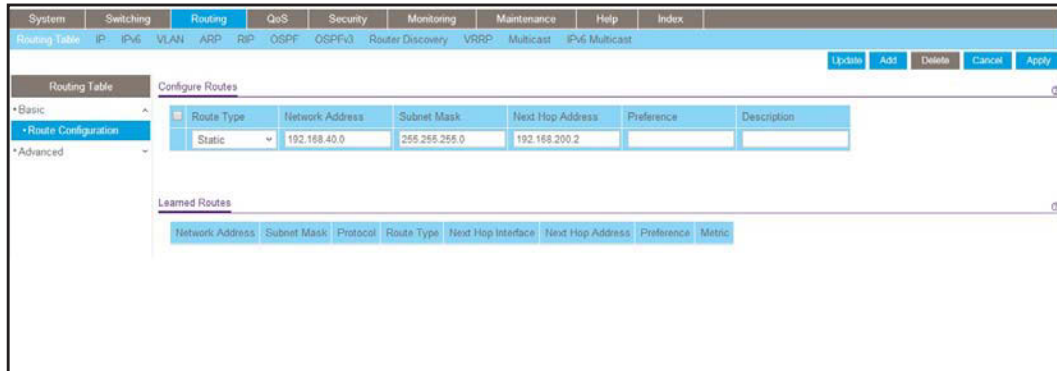 System Switching Routing QoS Security Monitoring Maintenance Help Index
Routing Table IP IPv6 VLAN ARP RIP OSPF OSPFv3 Router Discovery VRRP Multicast IPv6 Multicast
Update Add Delete Cancel Apply
Routing Table
Basic
Route Configuration
Advanced
Configure Routes
Route Type Network Address Subnet Mask Next Hop Address Preference Description
Static 192.168.40.0 255.255.255.0 192.168.200.2
Learned Routes
Network Address Subnet Mask Protocol Route Type Next Hop Interface Next Hop Address Preference Metric